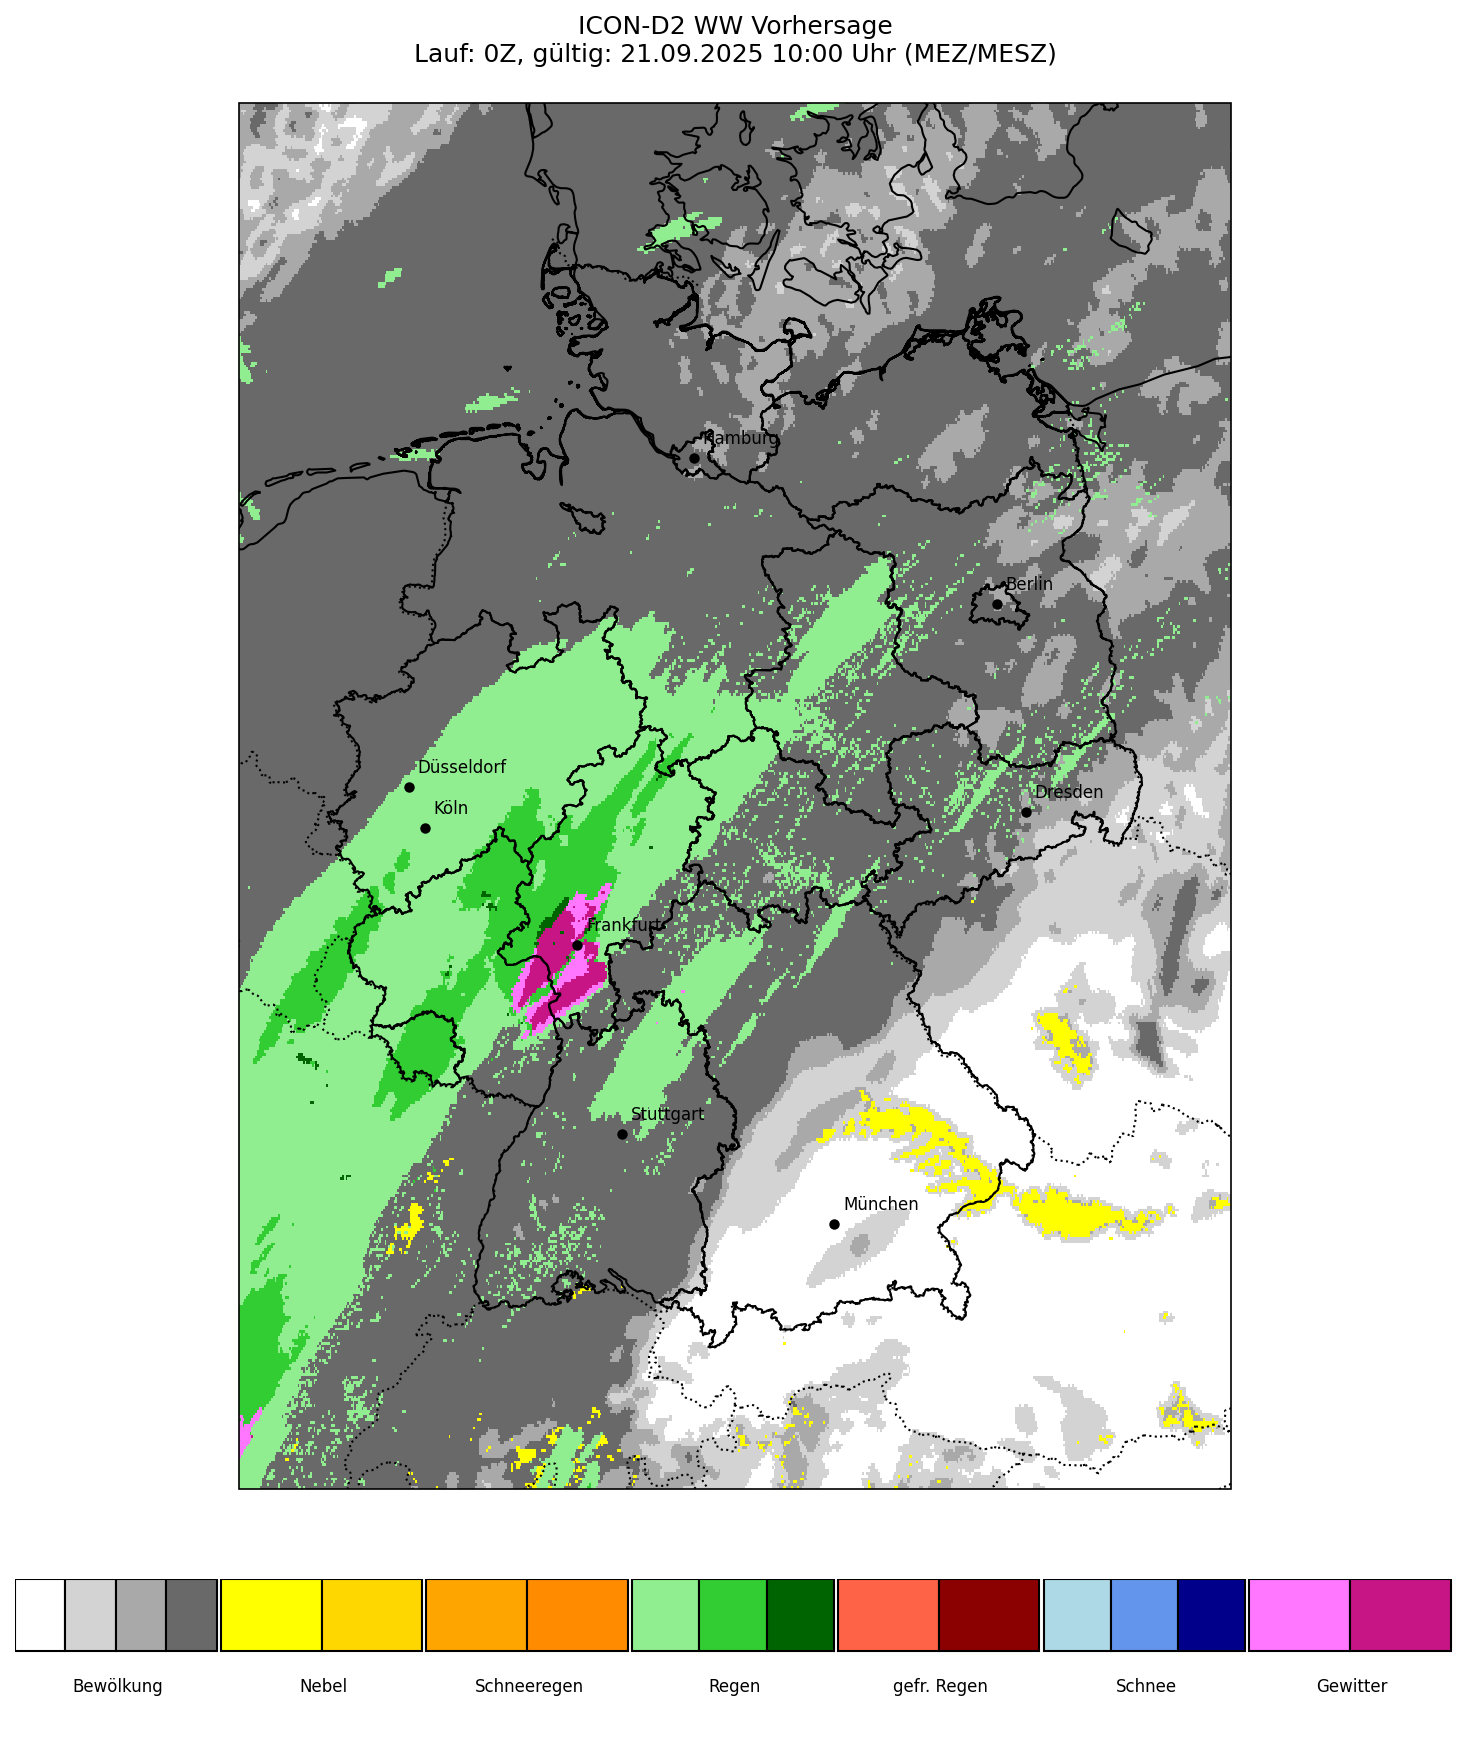 ICON-D2 WW Vorhersage
Lauf: 0Z, gültig: 21.09.2025 10:00 Uhr (MEZ/MESZ)
Hamburg
Berlin
Düsseldorf
Dresden
Köln
Frankfurt
Stuttgart
München
Bewölkung
Nebel
Schneeregen
Regen
gefr. Regen
Schnee
Gewitter